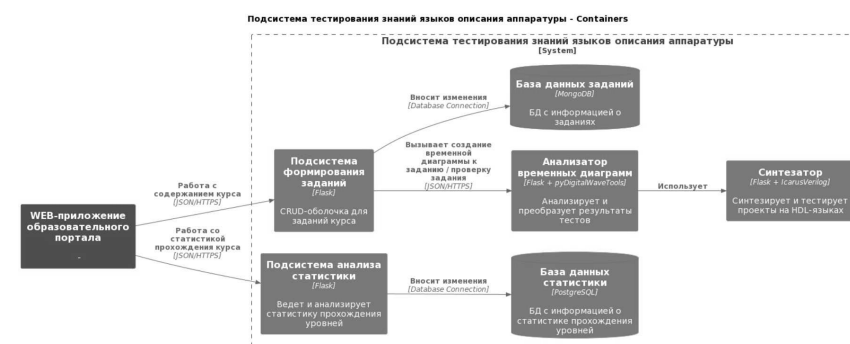 Подсистема тестирования знаний языков описания аппаратуры - Containers
Подсистема тестирования знаний языков описания аппаратуры
[System]
База данных заданий
[MongoDB]
БД с информацией о
заданиях
Вносит изменения
[Database Connection]
Вызывает создание
временной
диаграммы к
заданию / проверку
задания
[JSON/HTTPS]
Подсистема
формирования
заданий
[Flask]
CRUD-оболочка для
заданий курса
Анализатор
временных диаграмм
[Flask + pyDigitalWaveTools]
Анализирует и
преобразует результаты
тестов
Использует
Синтезатор
[Flask + IcarusVerilog]
Синтезирует и тестирует
проекты на HDL-языках
Работа с
содержанием курса
[JSON/HTTPS]
WEB-приложение
образовательного
портала
-
Работа со
статистикой
прохождения курса
[JSON/HTTPS]
Подсистема анализа
статистики
[Flask]
Ведет и анализирует
статистику прохождения
уровней
Вносит изменения
[Database Connection]
База данных
статистики
[PostgreSQL]
БД с информацией о
статистике прохождения
уровней